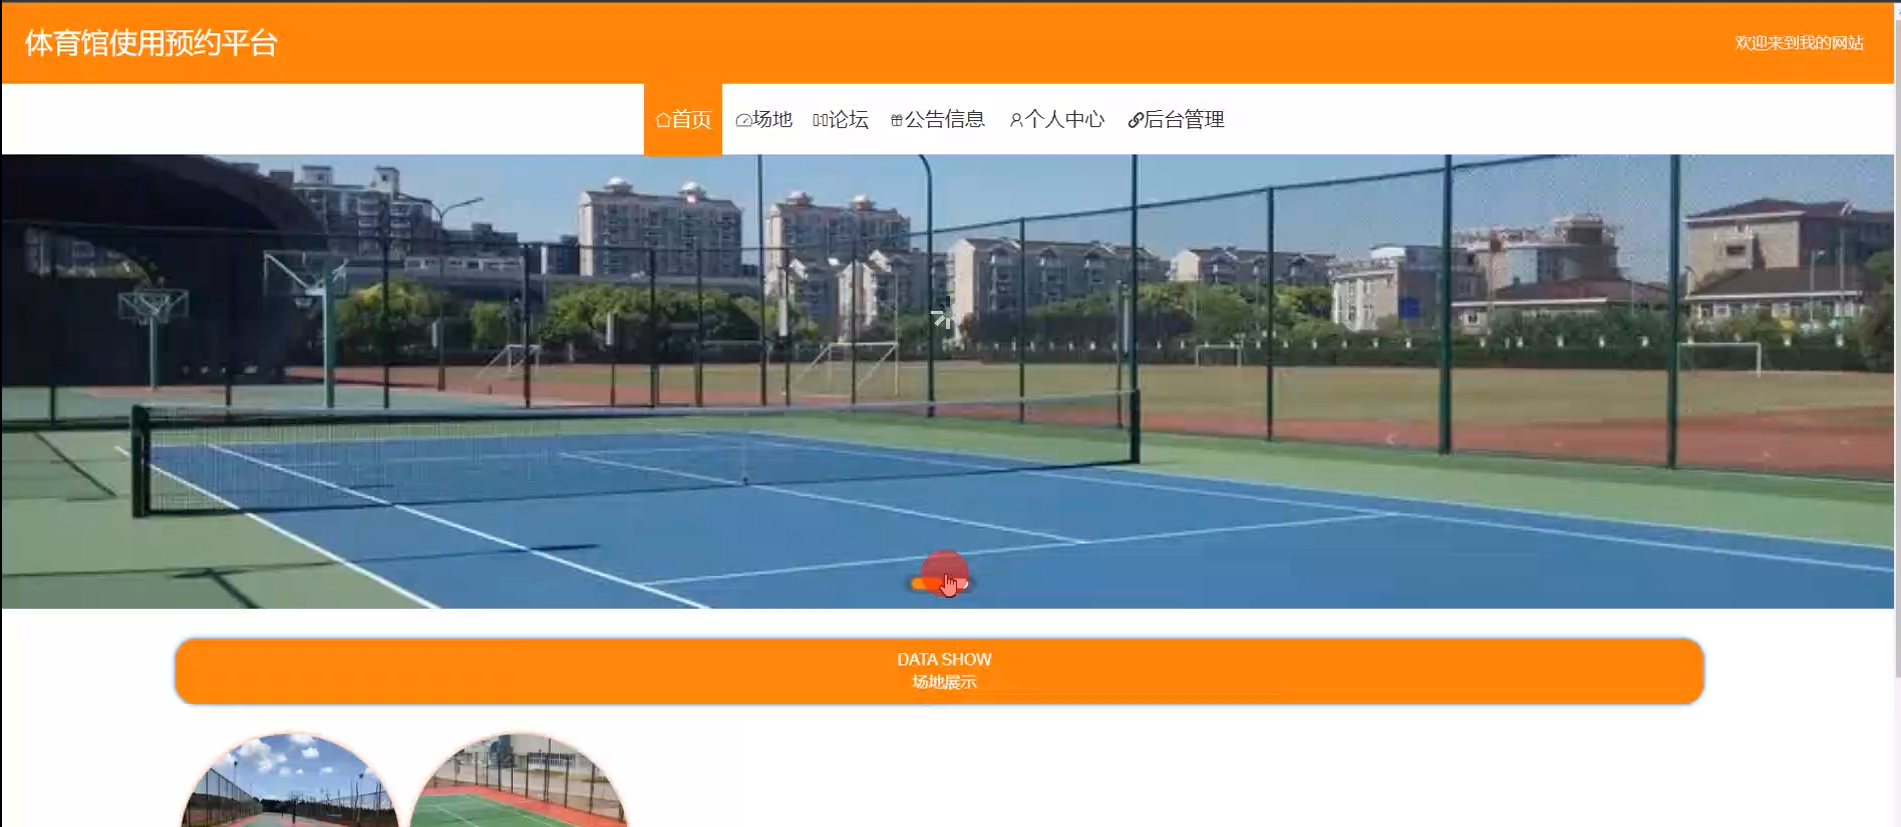 体育馆使用预约平台
欢迎来到我的网站
首页 场地 论坛 公告信息 个人中心 后台管理
DATA SHOW
场地展示